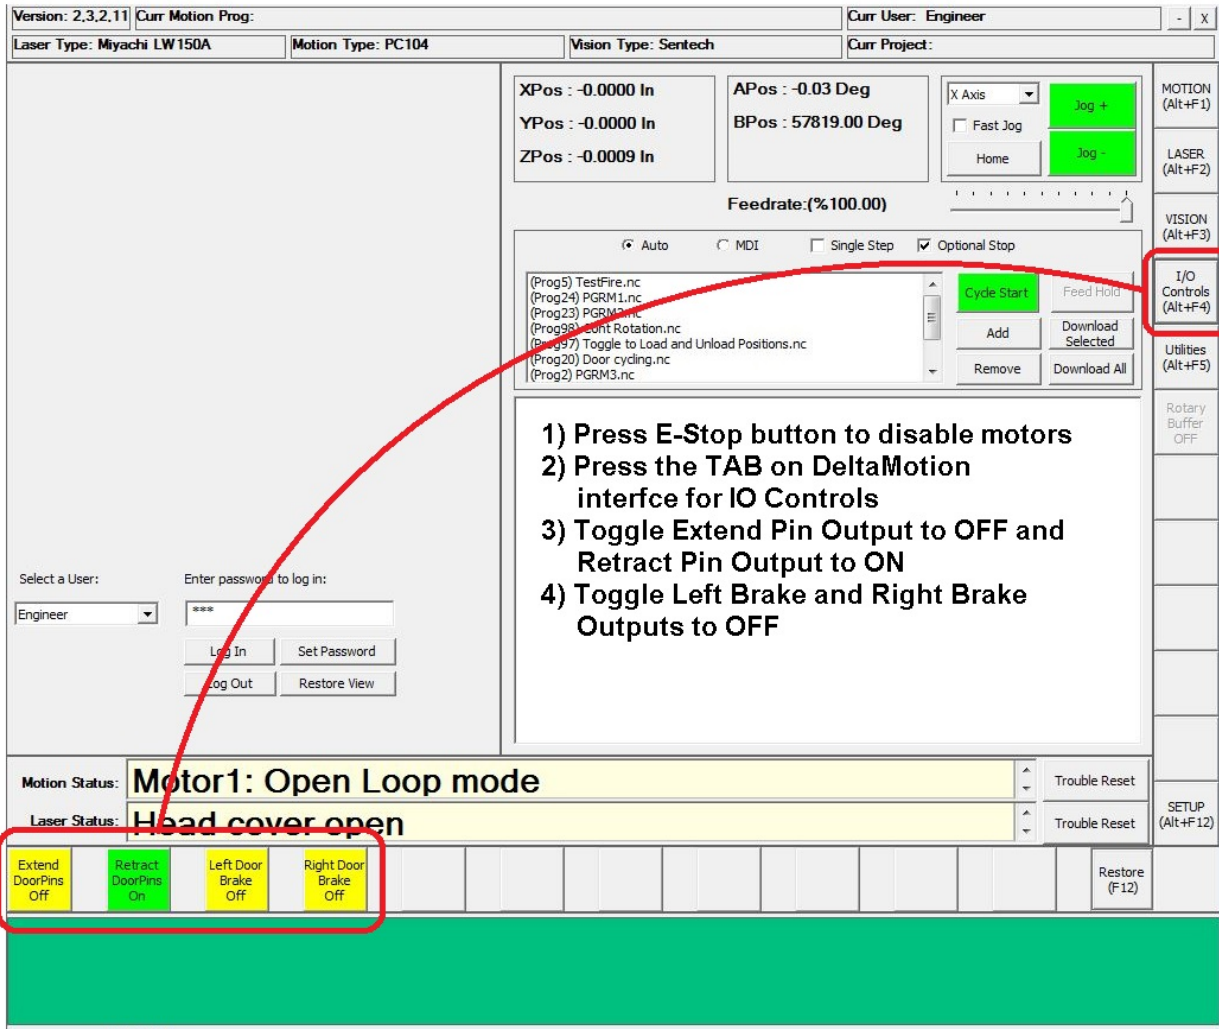 Version: 2,3,2,11 Curr Motion Prog: Curr User: Engineer - X
Laser Type: Miyachi LW150A Motion Type: PC104 Vision Type: Sentech Curr Project:
XPos : -0.0000 In
YPos : -0.0000 In
ZPos : -0.0009 In
APos : -0.03 Deg
BPos : 57819.00 Deg
X Axis
Fast Jog
Home
Jog +
Jog -
Feedrate:(%100.00)
Auto MDI Single Step Optional Stop
(Prog5) TestFire.nc
(Prog24) PGRM1.nc
(Prog23) PGRM2.nc
(Prog98) Cont Rotation.nc
(Prog97) Toggle to Load and Unload Positions.nc
(Prog20) Door cycling.nc
(Prog2) PGRM3.nc
Cycle Start Feed Hold
Add Download
Selected
Remove Download All
1) Press E-Stop button to disable motors
2) Press the TAB on DeltaMotion
interfce for IO Controls
3) Toggle Extend Pin Output to OFF and
Retract Pin Output to ON
4) Toggle Left Brake and Right Brake
Outputs to OFF
Select a User: Enter password to log in:
Engineer ***
Log In Set Password
Log Out Restore View
MOTION
(Alt+F1)
LASER
(Alt+F2)
VISION
(Alt+F3)
I/O
Controls
(Alt+F4)
Utilities
(Alt+F5)
Rotary
Buffer
OFF
SETUP
(Alt+F12)
Motion Status: Motor1: Open Loop mode Trouble Reset
Laser Status: Head cover open Trouble Reset
Extend
DoorPins
Off
Retract
DoorPins
On
Left Door
Brake
Off
Right Door
Brake
Off
Restore
(F12)